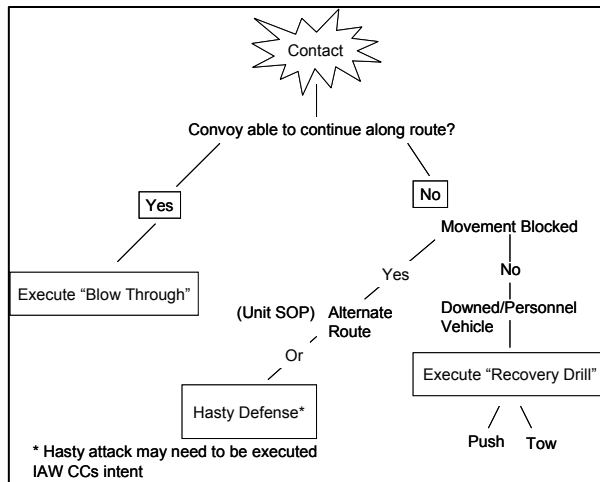 Contact
Convoy able to continue along route?
Yes
No
Movement Blocked
Execute “Blow Through”
Yes
No
(Unit SOP)
Alternate
Route
Downed/Personnel
Vehicle
Or
Execute “Recovery Drill”
Hasty Defense*
Push
Tow
* Hasty attack may need to be executed
IAW CCs intent